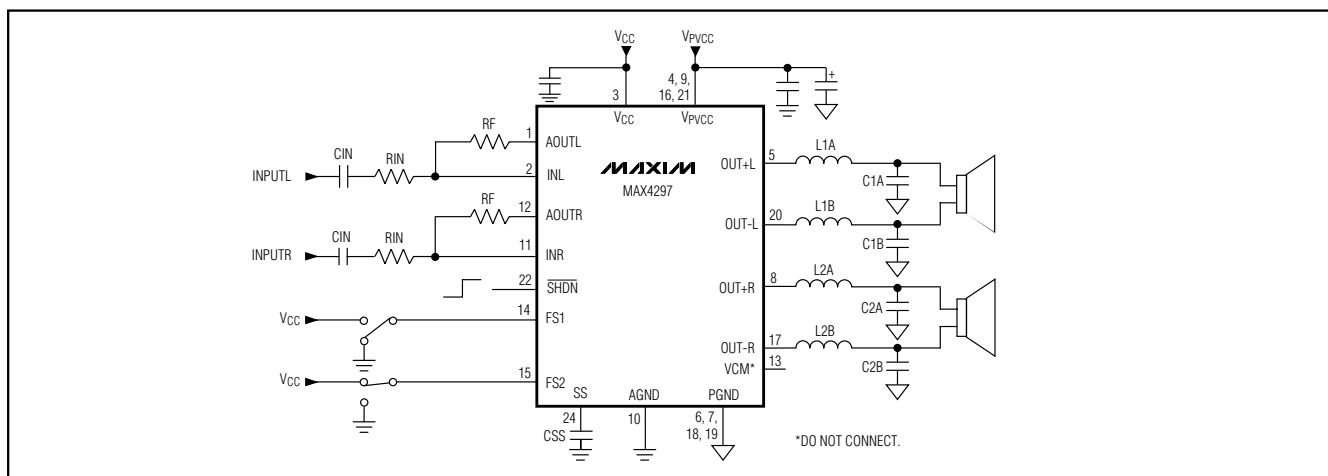 VCC
VPVCC
+
4, 9,
16, 21
3
VCC
VPVCC
RF
1
AOUTL
CIN
RIN
INPUTL
2
INL
RF
12
AOUTR
CIN
RIN
INPUTR
11
INR
22
SHDN
VCC
14
FS1
VCC
15
FS2
MAXIM
MAX4297
OUT+L
5
L1A
C1A
OUT-L
20
L1B
C1B
OUT+R
8
L2A
C2A
OUT-R
17
L2B
C2B
VCM*
13
SS
AGND
PGND
24
10
6, 7,
18, 19
CSS
*DO NOT CONNECT.